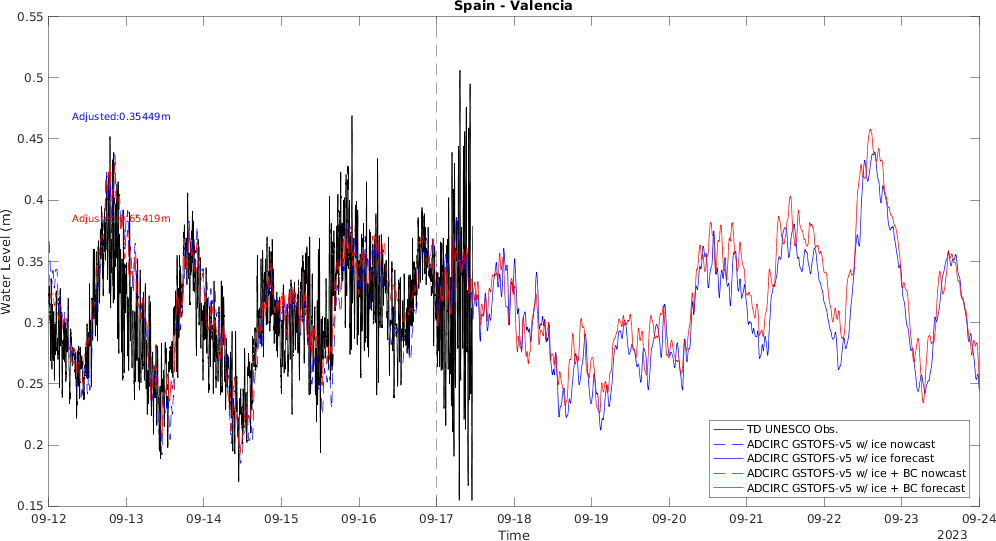 Spain - Valencia
0.55
0.5
0.45
0.4
0.35
0.3
0.25
0.2
0.15
Water Level (m)
Adjusted:0.35449m
TD UNESCO Obs.
ADCIRC GSTOFS-v5 w/ ice nowcast
ADCIRC GSTOFS-v5 w/ ice forecast
ADCIRC GSTOFS-v5 w/ ice + BC nowcast
ADCIRC GSTOFS-v5 w/ ice + BC forecast
09-12
09-13
09-14
09-15
09-16
09-17
09-18
09-19
09-20
09-21
09-22
09-23
09-24
Time
2023